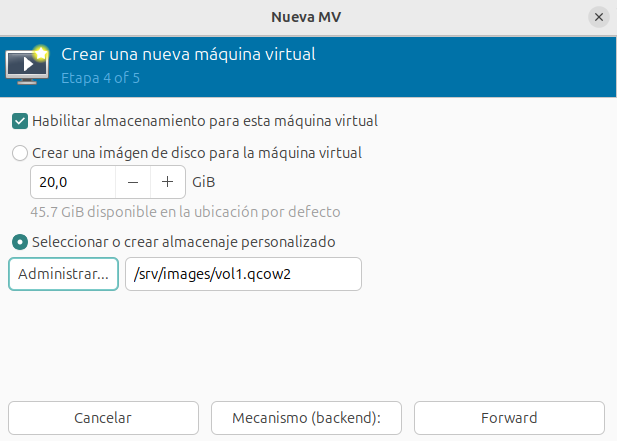 Nueva MV
Crear una nueva máquina virtual
Etapa 4 of 5
Habilitar almacenamiento para esta máquina virtual
Crear una imágen de disco para la máquina virtual
20,0 − + GiB
45.7 GiB disponible en la ubicación por defecto
Seleccionar o crear almacenaje personalizado
Administrar... /srv/images/vol1.qcow2
Cancelar Mecanismo (backend): Forward